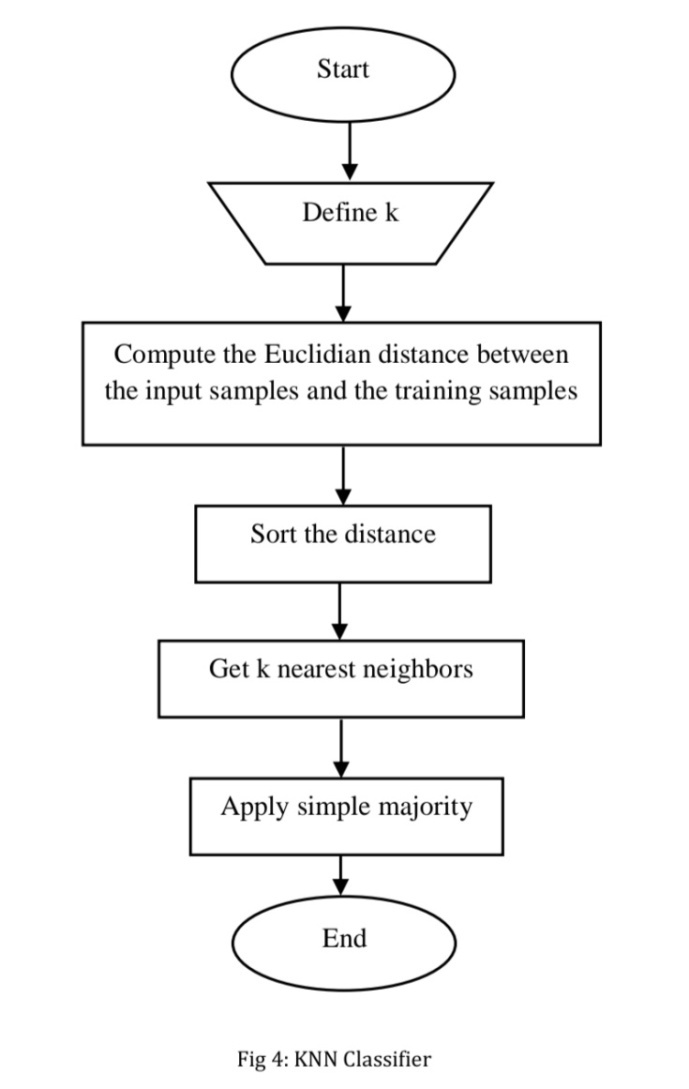 Start
Define k
Compute the Euclidian distance between
the input samples and the training samples
Sort the distance
Get k nearest neighbors
Apply simple majority
End
Fig 4: KNN Classifier